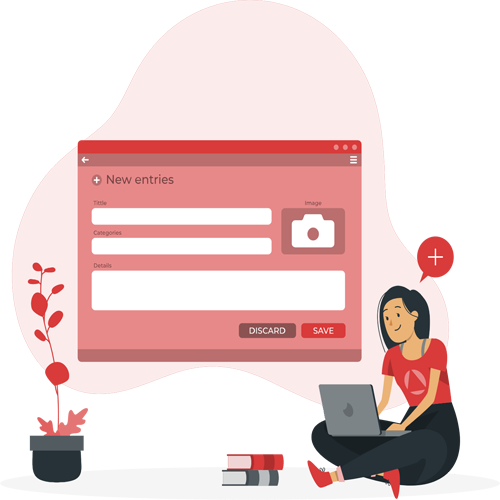 New entries
Tittle
Image
Categories
Details
DISCARD SAVE